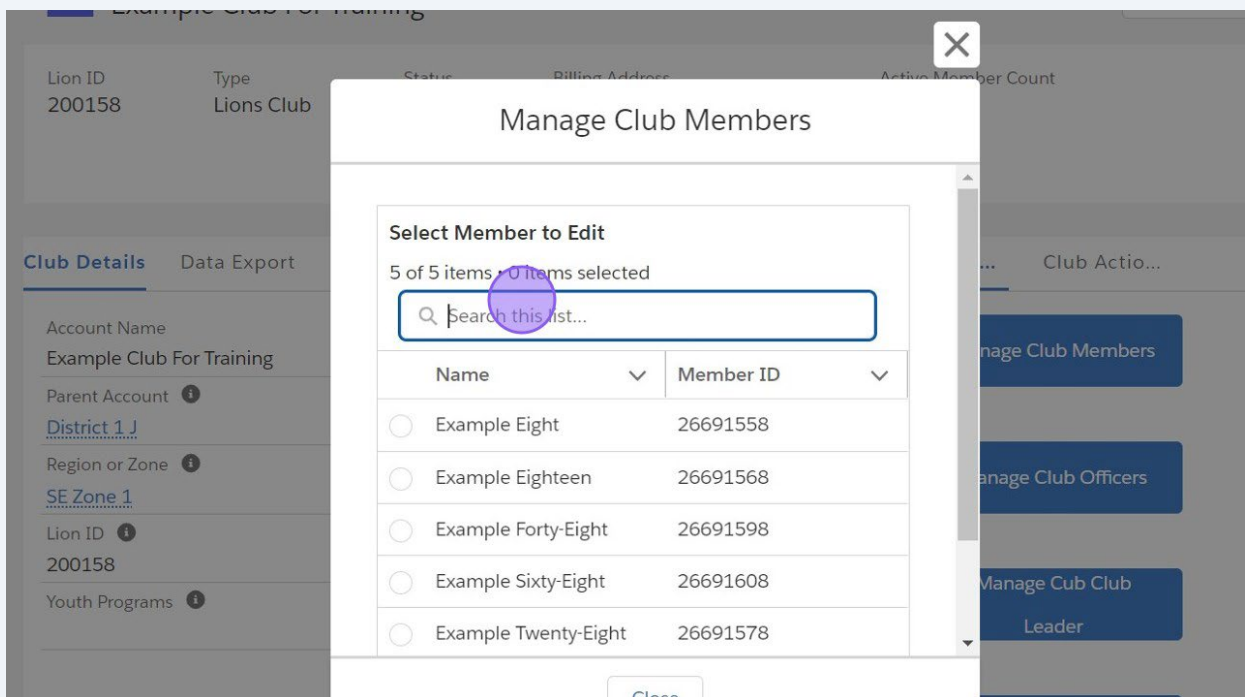 Example Club For Training
Lion ID
200158
Type
Lions Club
Status
Billing Address
Active Member Count
Manage Club Members
Club Details
Data Export
...
Club Actio...
Select Member to Edit
5 of 5 items • 0 items selected
Search this list...
Name
Member ID
Example Eight 26691558
Example Eighteen 26691568
Example Forty-Eight 26691598
Example Sixty-Eight 26691608
Example Twenty-Eight 26691578
Close
Account Name
Example Club For Training
Parent Account
District 1 J
Region or Zone
SE Zone 1
Lion ID
200158
Youth Programs
nage Club Members
anage Club Officers
Manage Cub Club
Leader